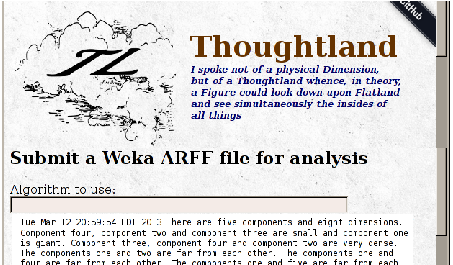 GitHub
JL
Thoughtland
I spoke not of a physical Dimension,
but of a Thoughtland whence, in theory,
a Figure could look down upon Flatland
and see simultaneously the insides of
all things
Submit a Weka ARFF file for analysis
Algorithm to use:
Tue Mar 12 20:59:54 EDT 2013 There are five components and eight dimensions.
Component four, component two and component three are small and component one
is giant. Component three, component four and component two are very dense.
The components one and two are far from each other. The components one and
four are far from each other. The components one and five are far from each